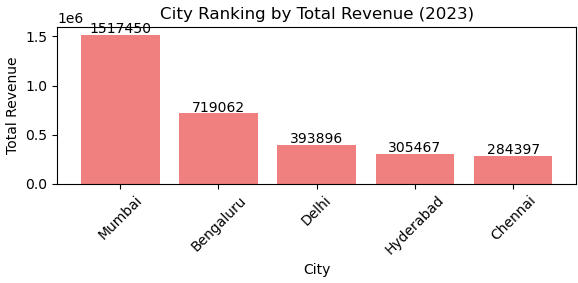 City Ranking by Total Revenue (2023)
1e6
Total Revenue
1.5
1.0
0.5
0.0
1517450
719062
393896
305467
284397
Mumbai
Bengaluru
Delhi
Hyderabad
Chennai
City